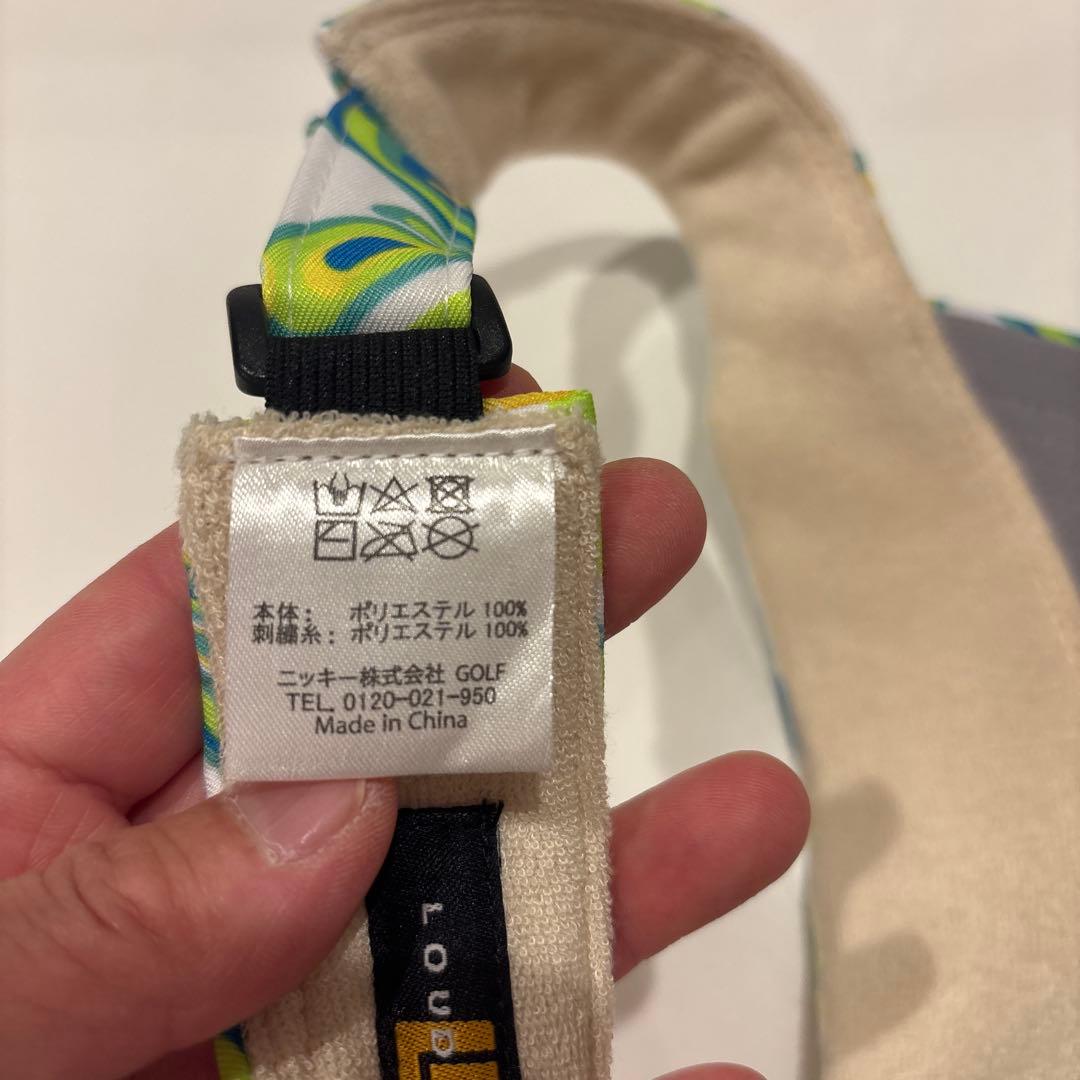 本体: ポリエステル 100%
刺繍糸: ポリエステル 100%
ニッキー株式会社 GOLF
TEL. 0120-021-950
Made in China
LOUD